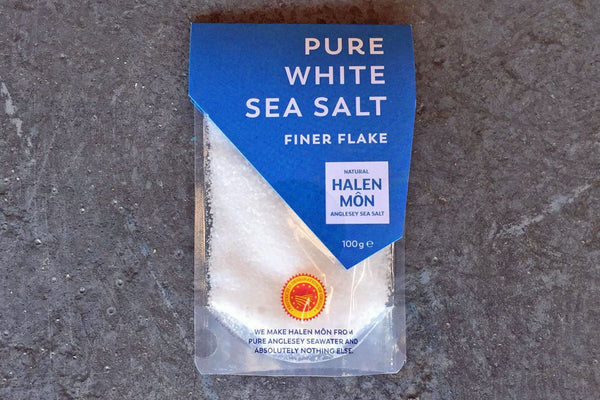 PURE
WHITE
SEA SALT
FINER FLAKE
NATURAL
HALEN
MÔN
ANGLESEY SEA SALT
100g ℮
WE MAKE HALEN MÔN FROM
PURE ANGLESEY SEAWATER AND
ABSOLUTELY NOTHING ELSE.